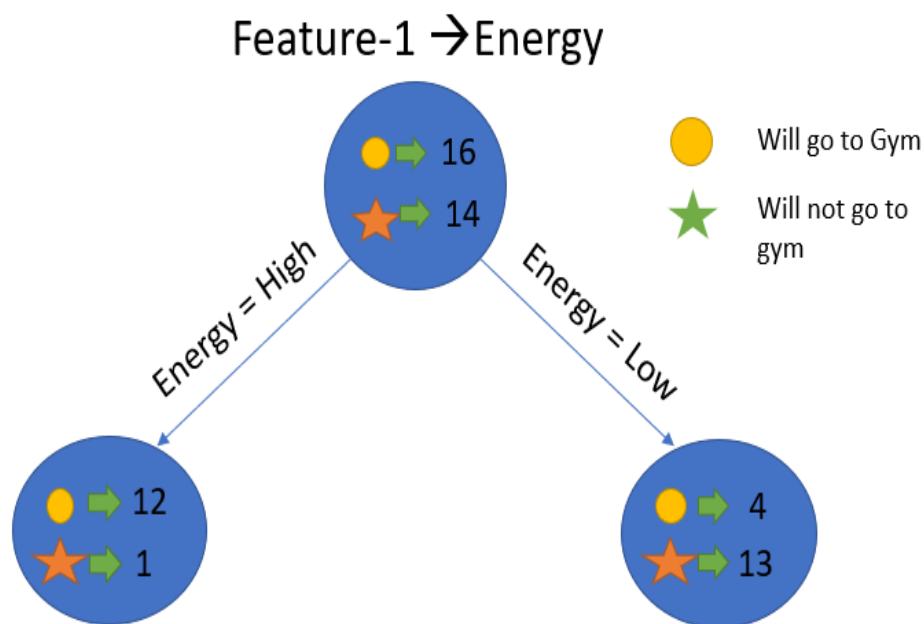 Feature-1 →Energy
16
14
Will go to Gym
Will not go to
gym
Energy = High
Energy = Low
12
1
4
13